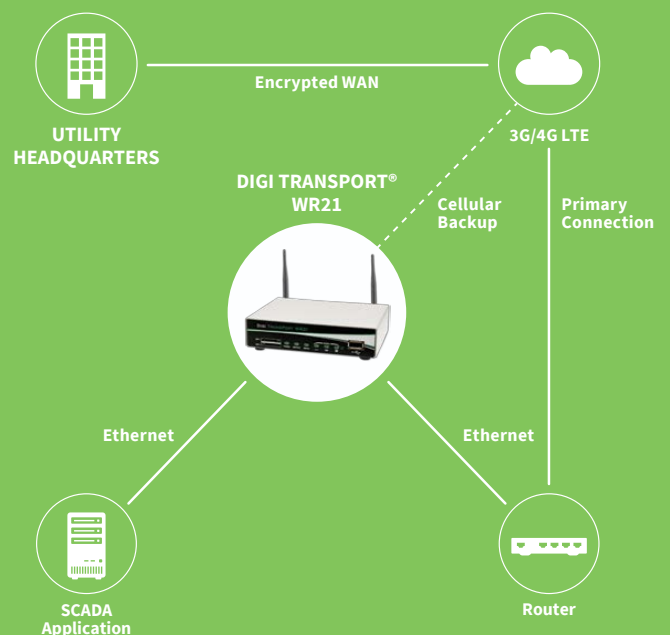 Encrypted WAN
UTILITY
HEADQUARTERS
3G/4G LTE
DIGI TRANSPORT®
WR21
Cellular
Backup
Primary
Connection
Ethernet
Ethernet
SCADA
Application
Router